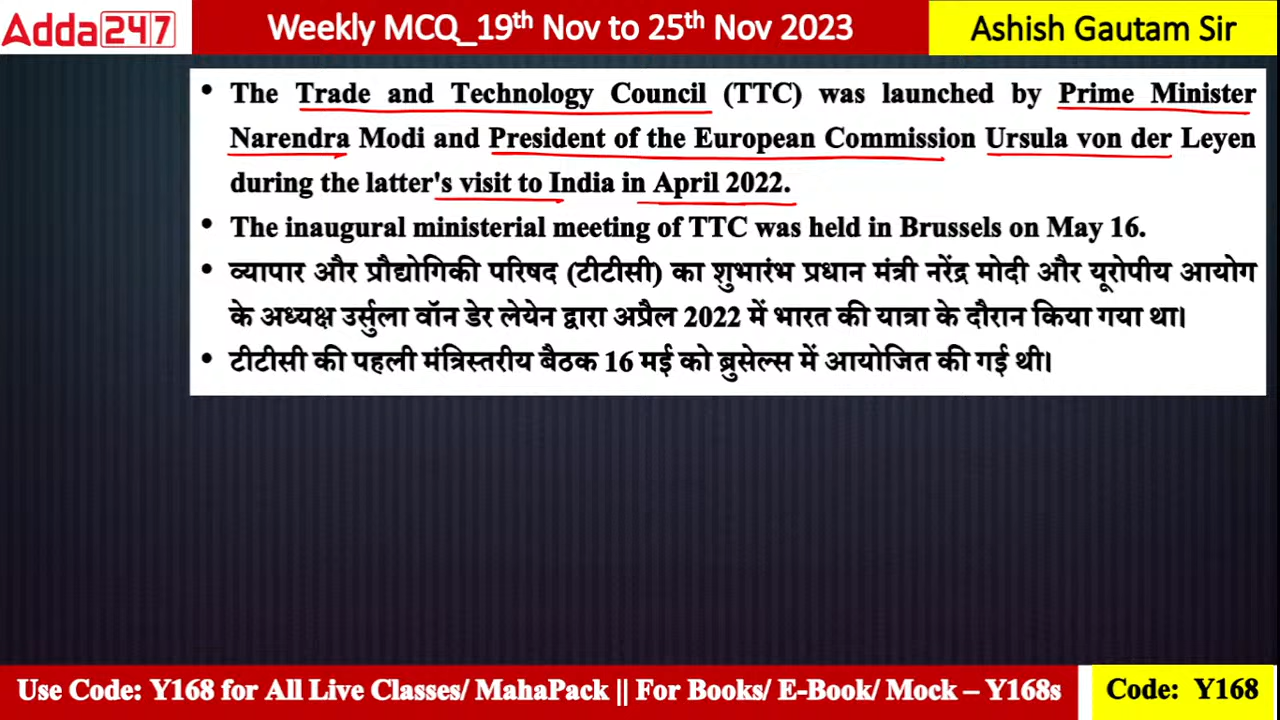 Adda247
Weekly MCQ_19th Nov to 25th Nov 2023
Ashish Gautam Sir
• The Trade and Technology Council (TTC) was launched by Prime Minister
Narendra Modi and President of the European Commission Ursula von der Leyen
during the latter's visit to India in April 2022.
• The inaugural ministerial meeting of TTC was held in Brussels on May 16.
• व्यापार और प्रौद्योगिकी परिषद (टीटीसी) का शुभारंभ प्रधान मंत्री नरेंद्र मोदी और यूरोपीय आयोग
के अध्यक्ष उर्सुला वॉन डेर लेयेन द्वारा अप्रैल 2022 में भारत की यात्रा के दौरान किया गया था।
• टीटीसी की पहली मंत्रिस्तरीय बैठक 16 मई को ब्रुसेल्स में आयोजित की गई थी।
Use Code: Y168 for All Live Classes/ MahaPack || For Books/ E-Book/ Mock – Y168s
Code: Y168